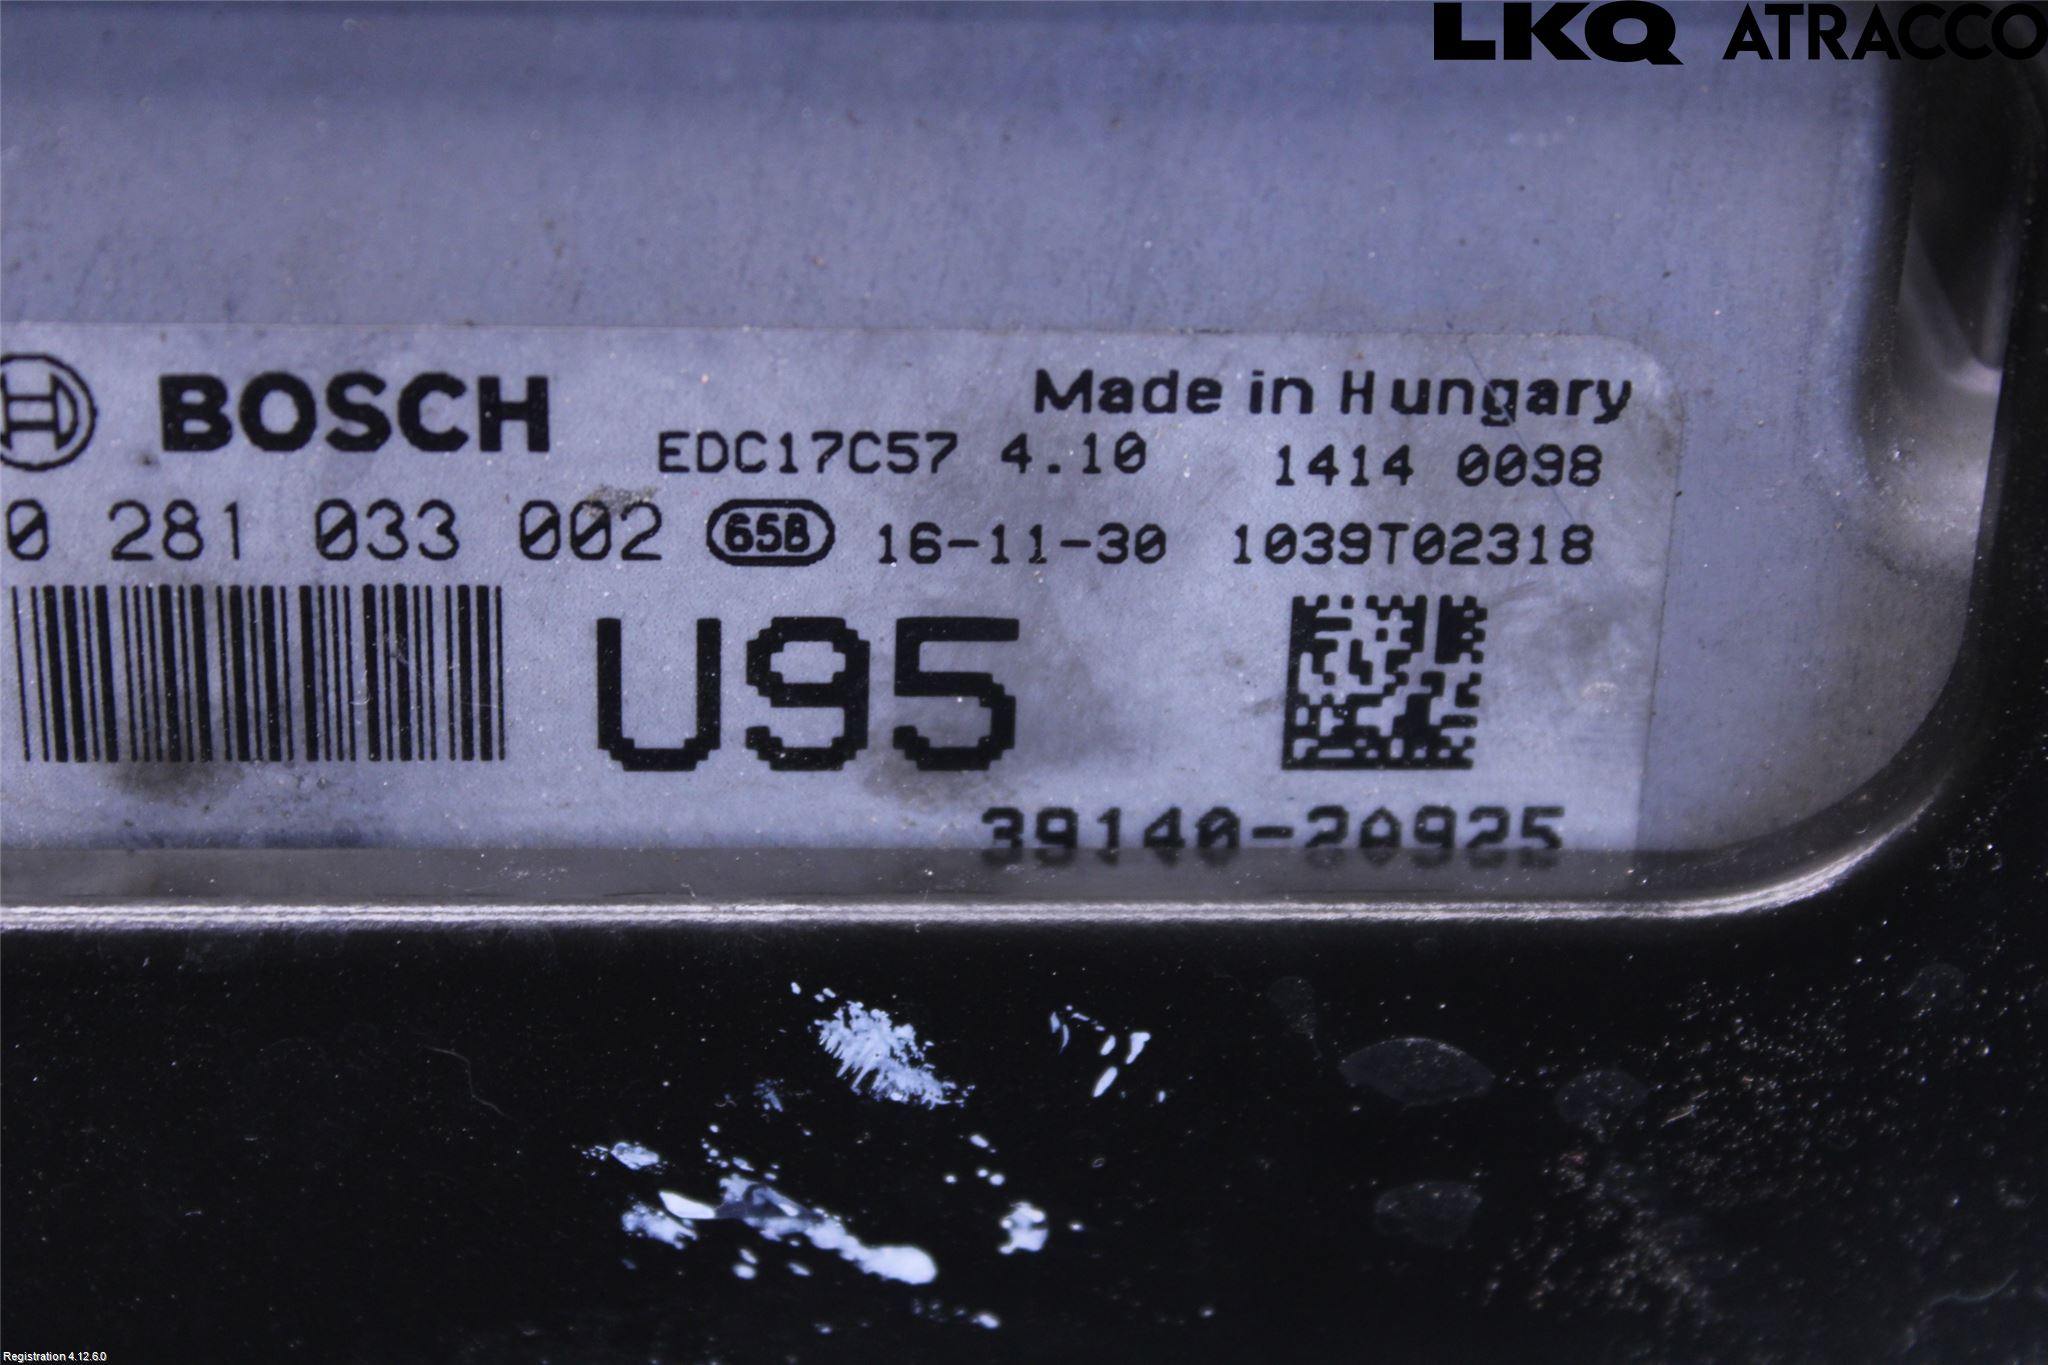 LKQ ATRACCO
BOSCH
Made in Hungary
EDC17C57 4.10 1414 0098
0 281 033 002 65B 16-11-30 1039T02318
U95
39140-2A925
Registration 4.12.6.0